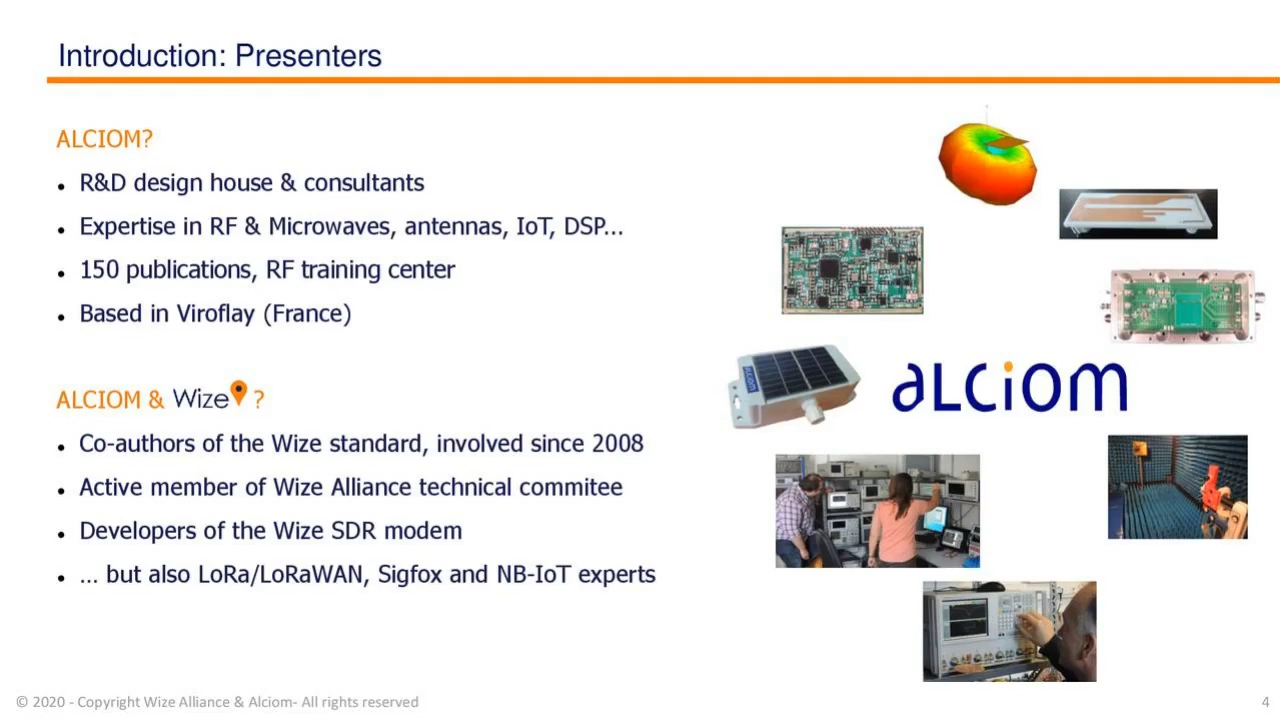 Introduction: Presenters
ALCIOM?
• R&D design house & consultants
• Expertise in RF & Microwaves, antennas, IoT, DSP...
• 150 publications, RF training center
• Based in Viroflay (France)
ALCIOM & Wize ?
• Co-authors of the Wize standard, involved since 2008
• Active member of Wize Alliance technical commitee
• Developers of the Wize SDR modem
• ... but also LoRa/LoRaWAN, Sigfox and NB-IoT experts
ALCIOM
aLCiOm
© 2020 - Copyright Wize Alliance & Alciom- All rights reserved
4